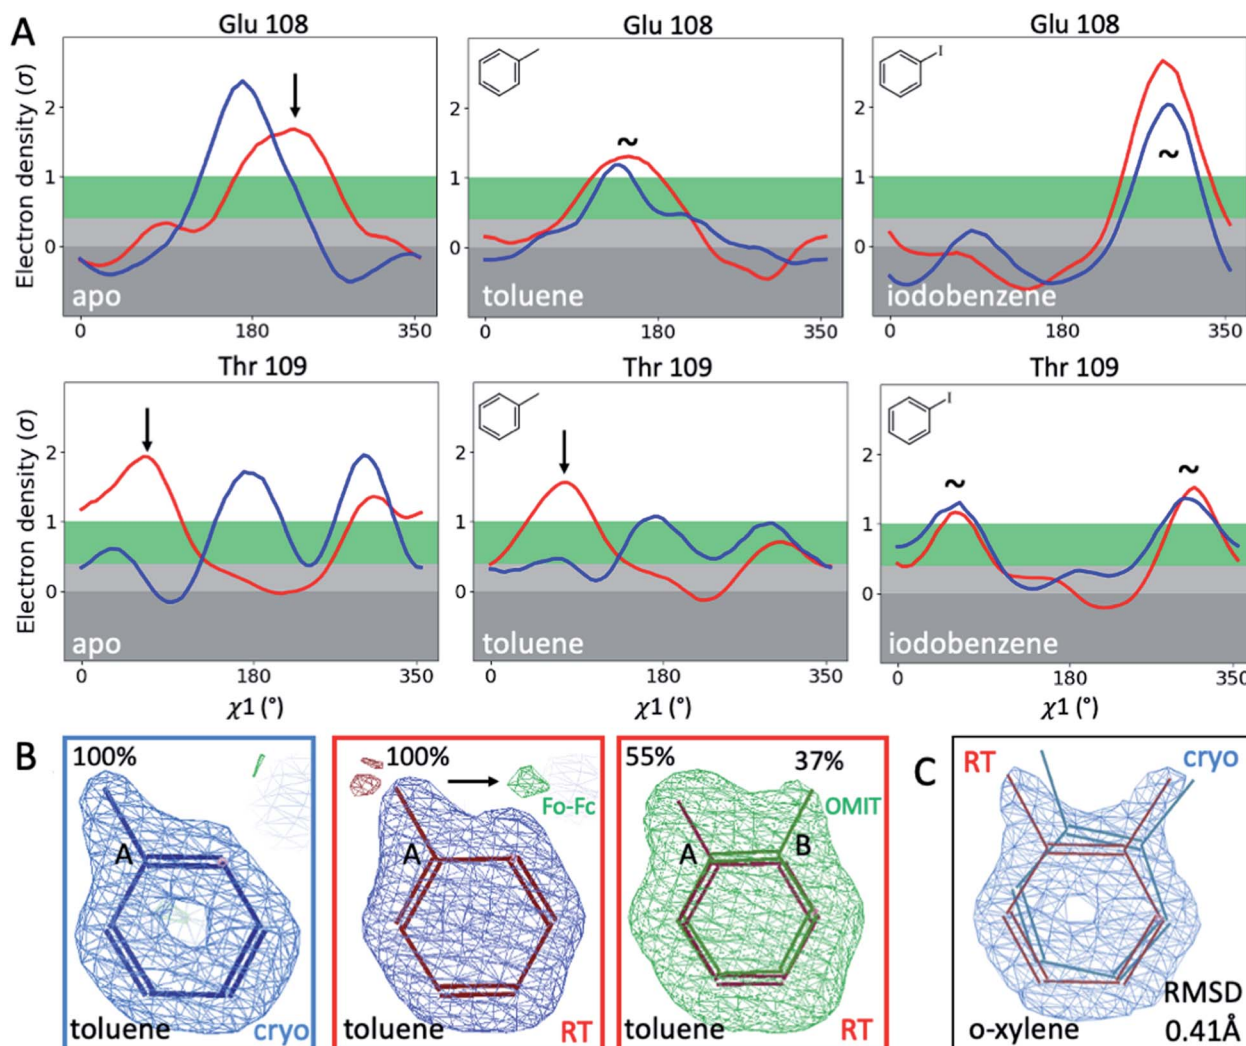 A
Glu 108
Glu 108
Glu 108
Electron density (σ)
2
1
0
apo
0 180 350
2
1
0
~
toluene
0 180 350
I
2
1
0
~
iodobenzene
0 180 350
Thr 109
Thr 109
Thr 109
Electron density (σ)
2
1
0
apo
0 180 350
χ1 (°)
2
1
0
toluene
0 180 350
χ1 (°)
I
2
1
0
~ ~
iodobenzene
0 180 350
χ1 (°)
B
100%
A
toluene cryo
100%
Fo-Fc
A
toluene RT
55% 37%
OMIT
A B
toluene RT
C
RT cryo
RMSD
o-xylene 0.41Å